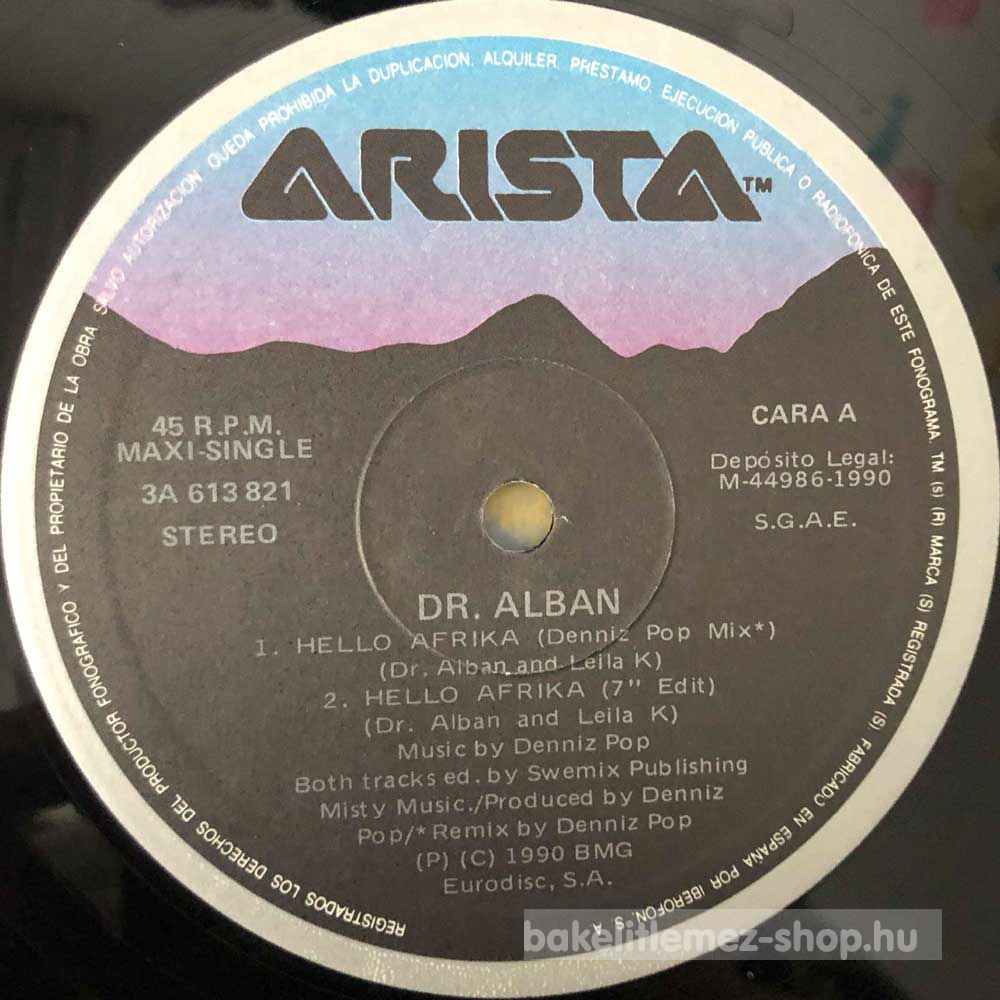 REGISTRADOS LOS DERECHOS DEL PRODUCTOR FONOGRAFICO Y DEL PROPIETARIO DE LA OBRA SALVO AUTORIZACION QUEDA PROHIBIDA LA DUPLICACION. ALQUILER. PRESTAMO. EJECUCION PUBLICA O RADIOFONICA DE ESTE FONOGRAMA. TM (s) (R) MARCA (S) REGISTRADA (S) FABRICADO EN ESPAÑA POR IBEROFON. S. A
ARISTA™
45 R.P.M.
MAXI-SINGLE
3A 613 821
STEREO
CARA A
Depósito Legal:
M-44986-1990
S.G.A.E.
DR. ALBAN
1. HELLO AFRIKA (Denniz Pop Mix*)
(Dr. Alban and Leila K)
2. HELLO AFRIKA (7" Edit)
(Dr. Alban and Leila K)
Music by Denniz Pop
Both tracks ed. by Swemix Publishing
Misty Music./Produced by Denniz
Pop/* Remix by Denniz Pop
(P) (C) 1990 BMG
Eurodisc, S.A.
bakelitlemez-shop.hu